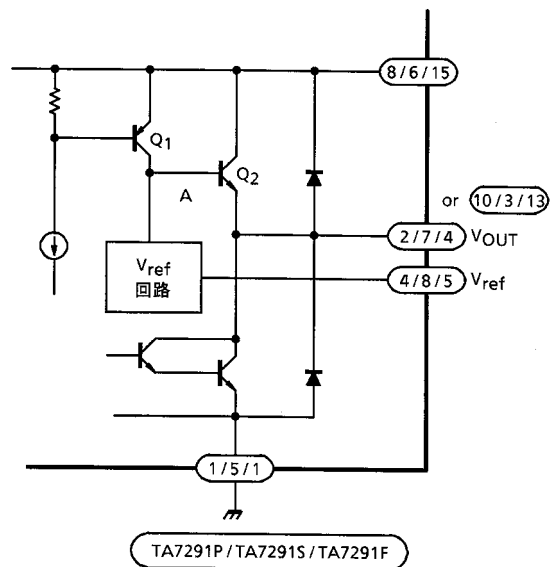 8/6/15
Q1
Q2
A
or 10/3/13
2/7/4 VOUT
Vref
回路
4/8/5 Vref
1/5/1
TA7291P/TA7291S/TA7291F